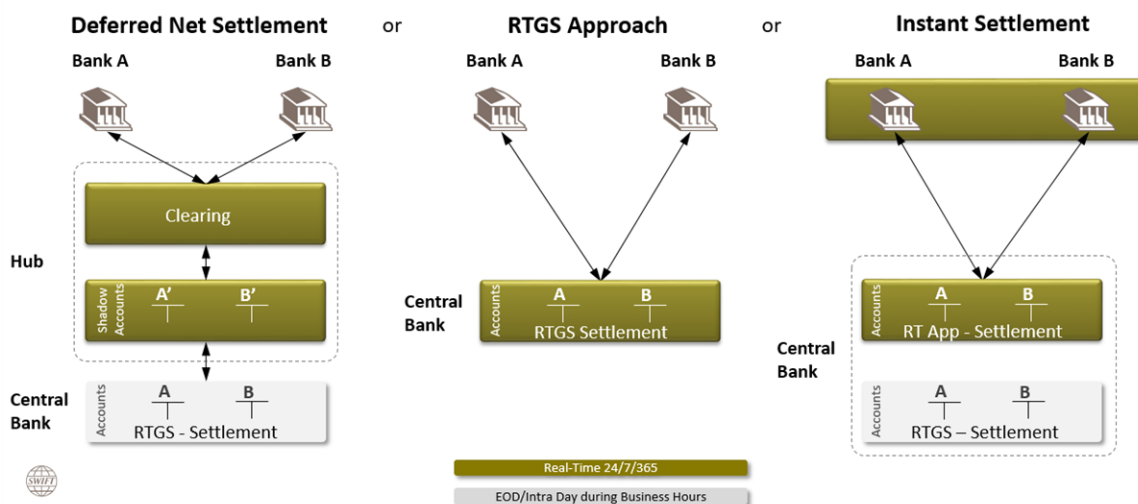 Deferred Net Settlement
or
RTGS Approach
or
Instant Settlement
Bank A
Bank B
Bank A
Bank B
Bank A
Bank B
Hub
Clearing
Shadow
Accounts
A’
B’
Central
Bank
Accounts
A
B
RTGS - Settlement
Central
Bank
Accounts
A
B
RTGS Settlement
Central
Bank
Accounts
A
B
RT App - Settlement
Accounts
A
B
RTGS – Settlement
SWIFT
Real-Time 24/7/365
EOD/Intra Day during Business Hours